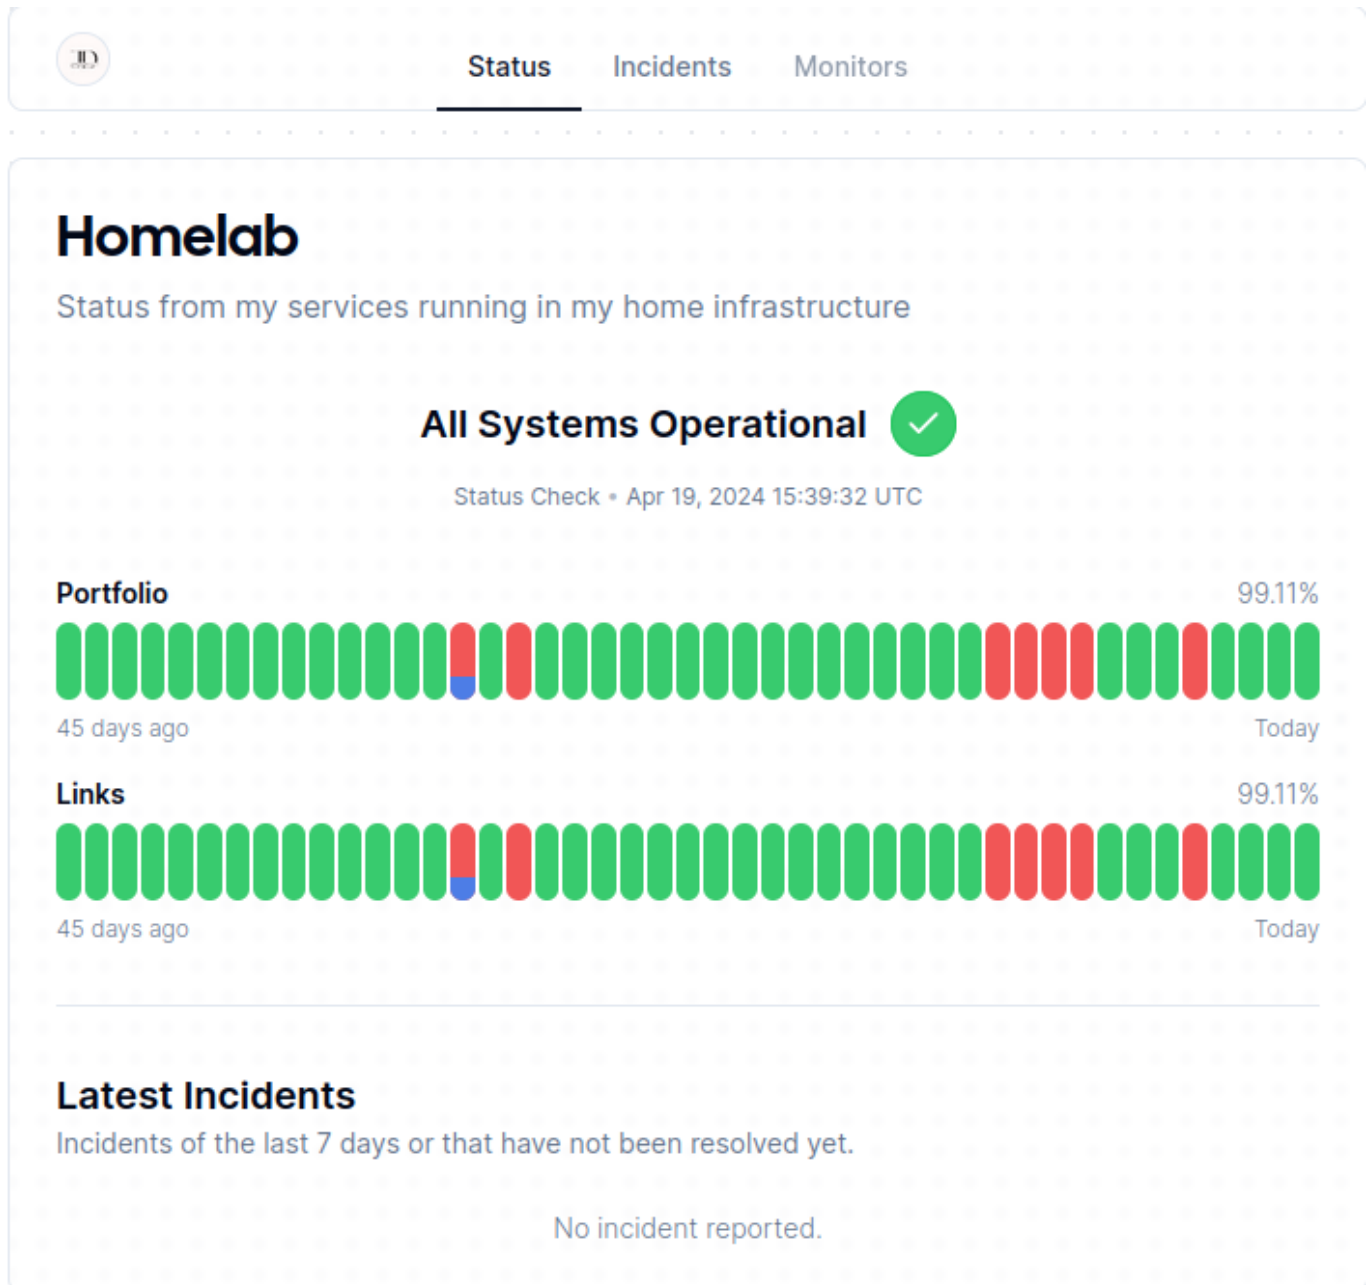 Status Incidents Monitors
Homelab
Status from my services running in my home infrastructure
All Systems Operational
Status Check • Apr 19, 2024 15:39:32 UTC
Portfolio 99.11%
45 days ago Today
Links 99.11%
45 days ago Today
Latest Incidents
Incidents of the last 7 days or that have not been resolved yet.
No incident reported.